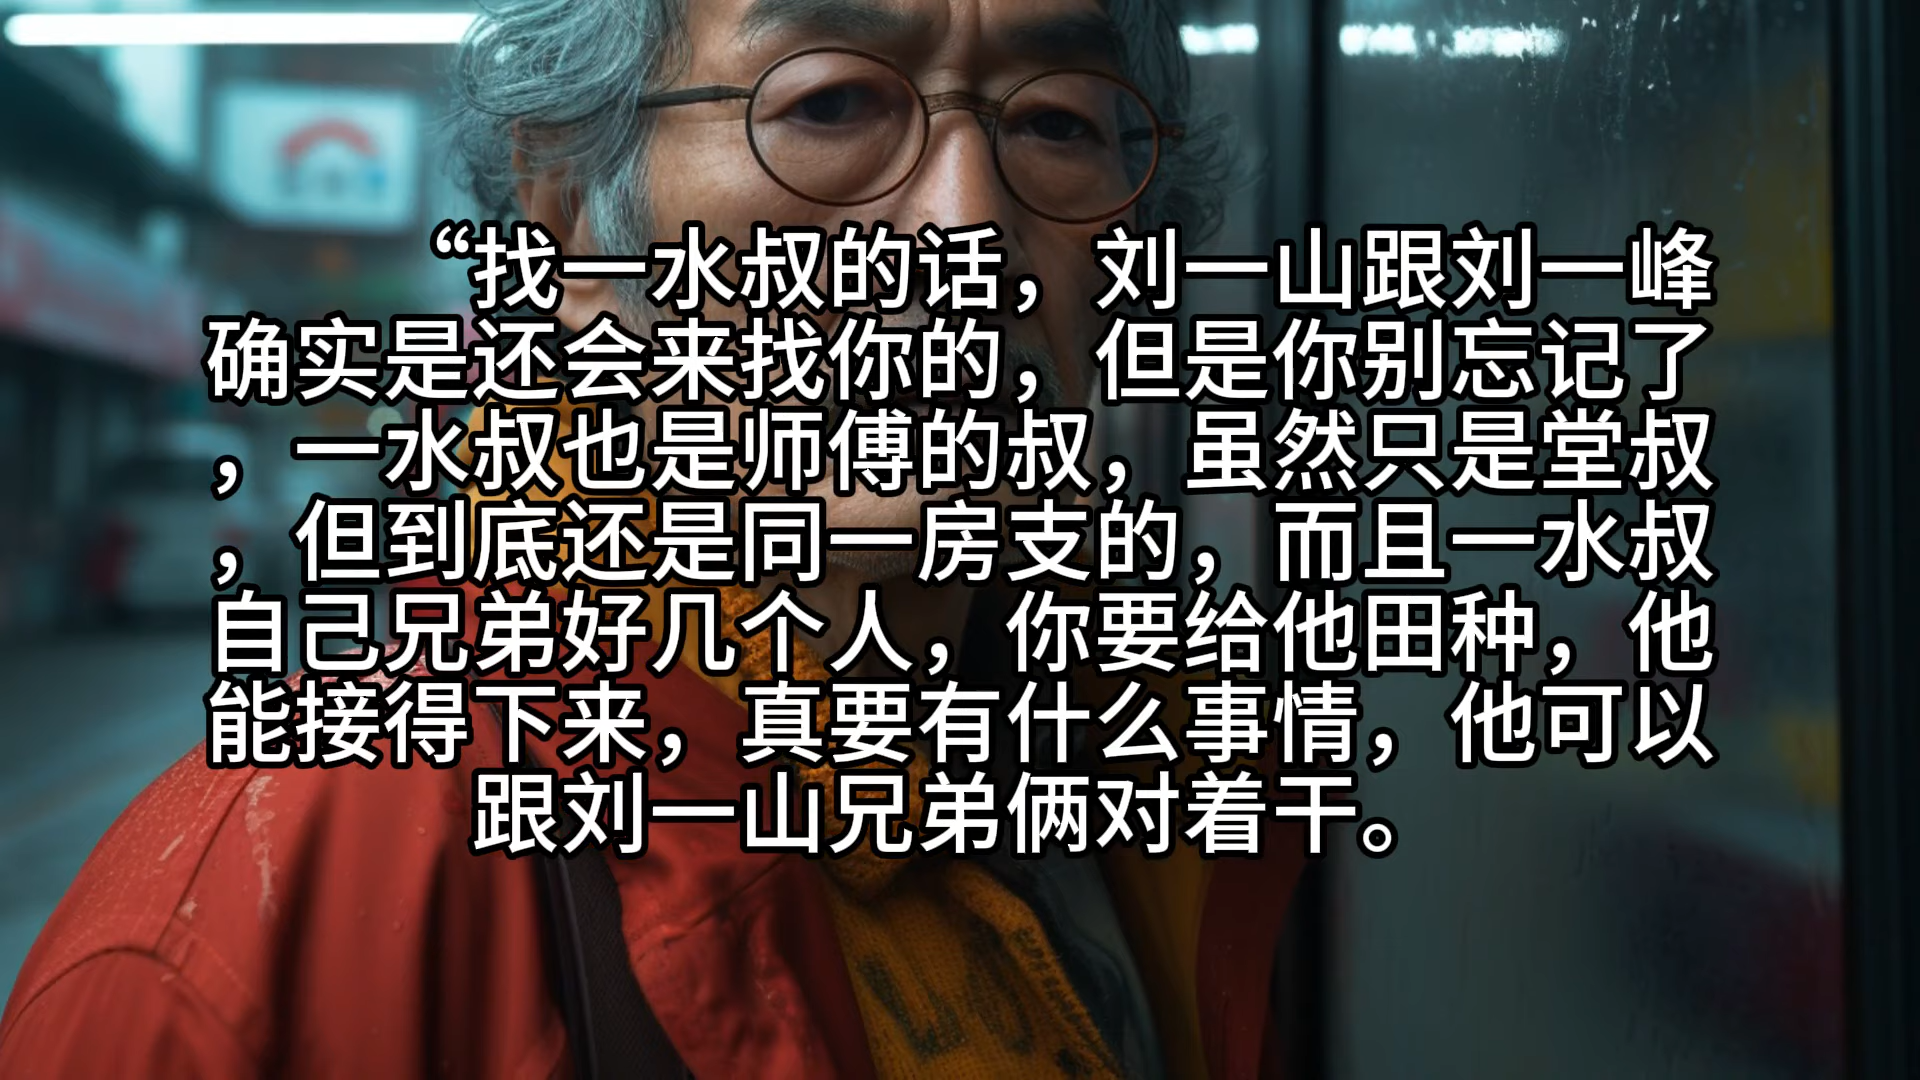 “找一水叔的话，刘一山跟刘一峰
确实是还会来找你的，但是你别忘记了
，一水叔也是师傅的叔，虽然只是堂叔
，但到底还是同一房支的，而且一水叔
自己兄弟好几个人，你要给他田种，他
能接得下来，真要有什么事情，他可以
跟刘一山兄弟俩对着干。